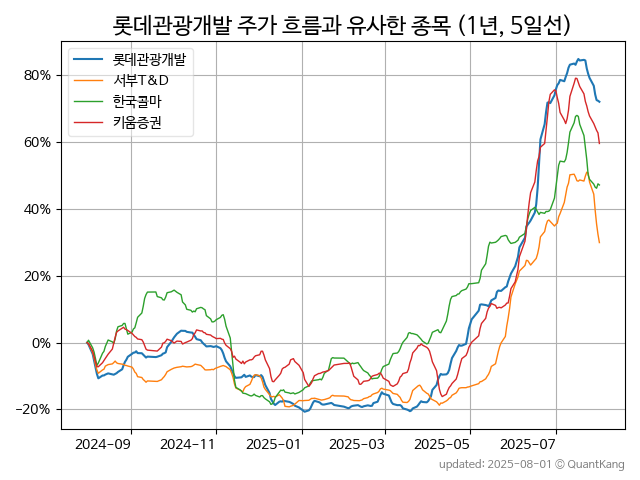 롯데관광개발 주가 흐름과 유사한 종목 (1년, 5일선)
롯데관광개발
서부T&D
한국콜마
키움증권
80%
60%
40%
20%
0%
−20%
2024−09 2024−11 2025−01 2025−03 2025−05 2025−07
updated: 2025-08-01 © QuantKang